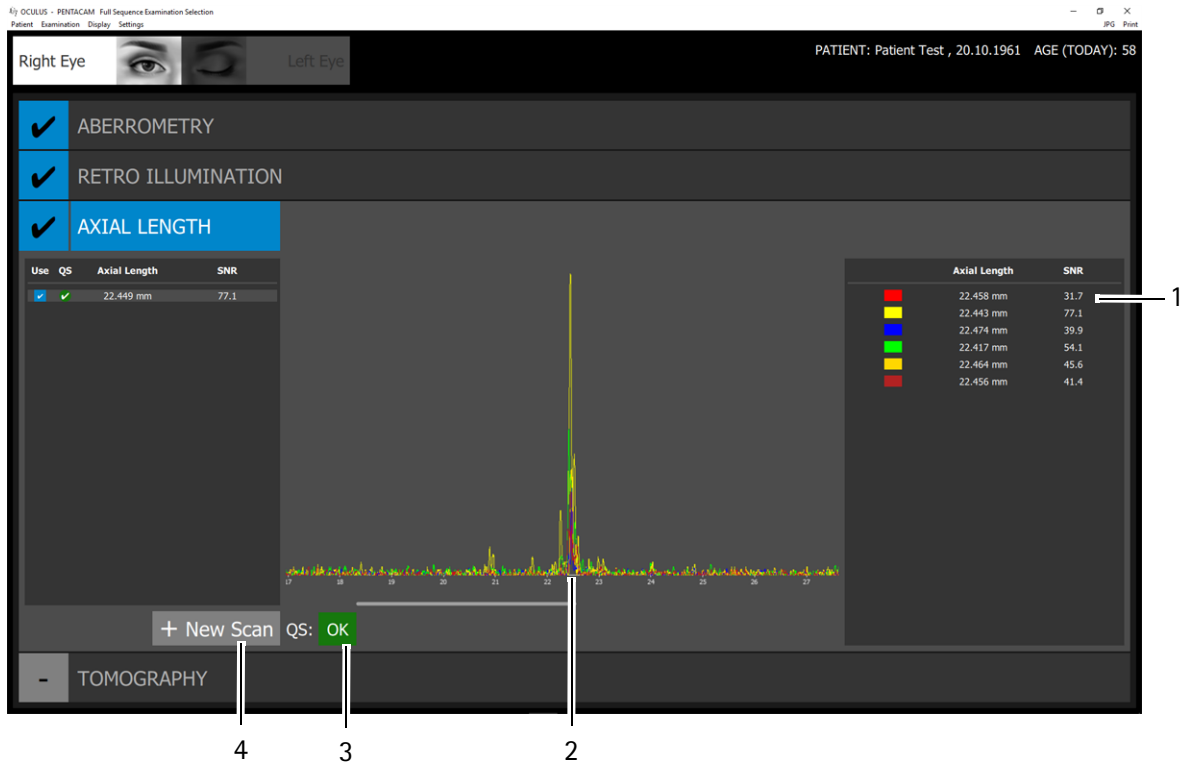 OCULUS - PENTACAM Full Sequence Examination Selection
Patient Examination Display Settings
JPG Print
Right Eye
Left Eye
PATIENT: Patient Test , 20.10.1961 AGE (TODAY): 58
✔ ABERROMETRY
✔ RETRO ILLUMINATION
✔ AXIAL LENGTH
Use QS Axial Length SNR
22.449 mm 77.1
Axial Length SNR
22.458 mm 31.7
22.443 mm 77.1
22.474 mm 39.9
22.417 mm 54.1
22.464 mm 45.6
22.456 mm 41.4
1
17 18 19 20 21 22 23 24 25 26 27
+ New Scan QS: OK
- TOMOGRAPHY
4 3 2